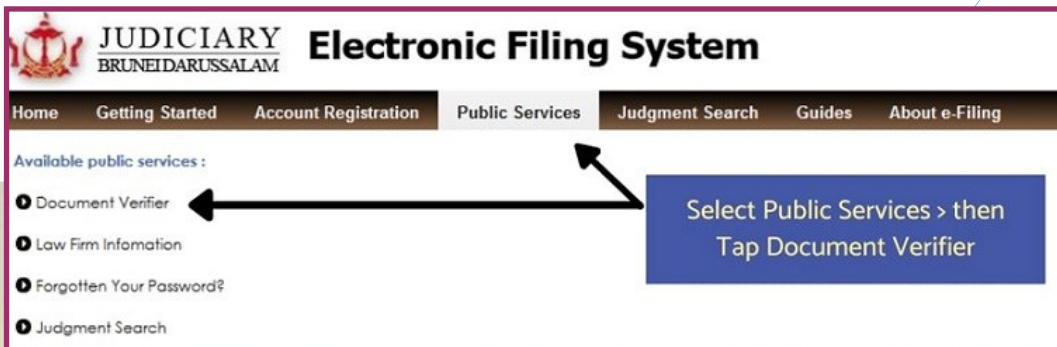 JUDICIARY
BRUNEI DARUSSALAM
Electronic Filing System
Home Getting Started Account Registration Public Services Judgment Search Guides About e-Filing
Available public services :
Document Verifier
Law Firm Infomation
Forgotten Your Password?
Judgment Search
Select Public Services > then
Tap Document Verifier